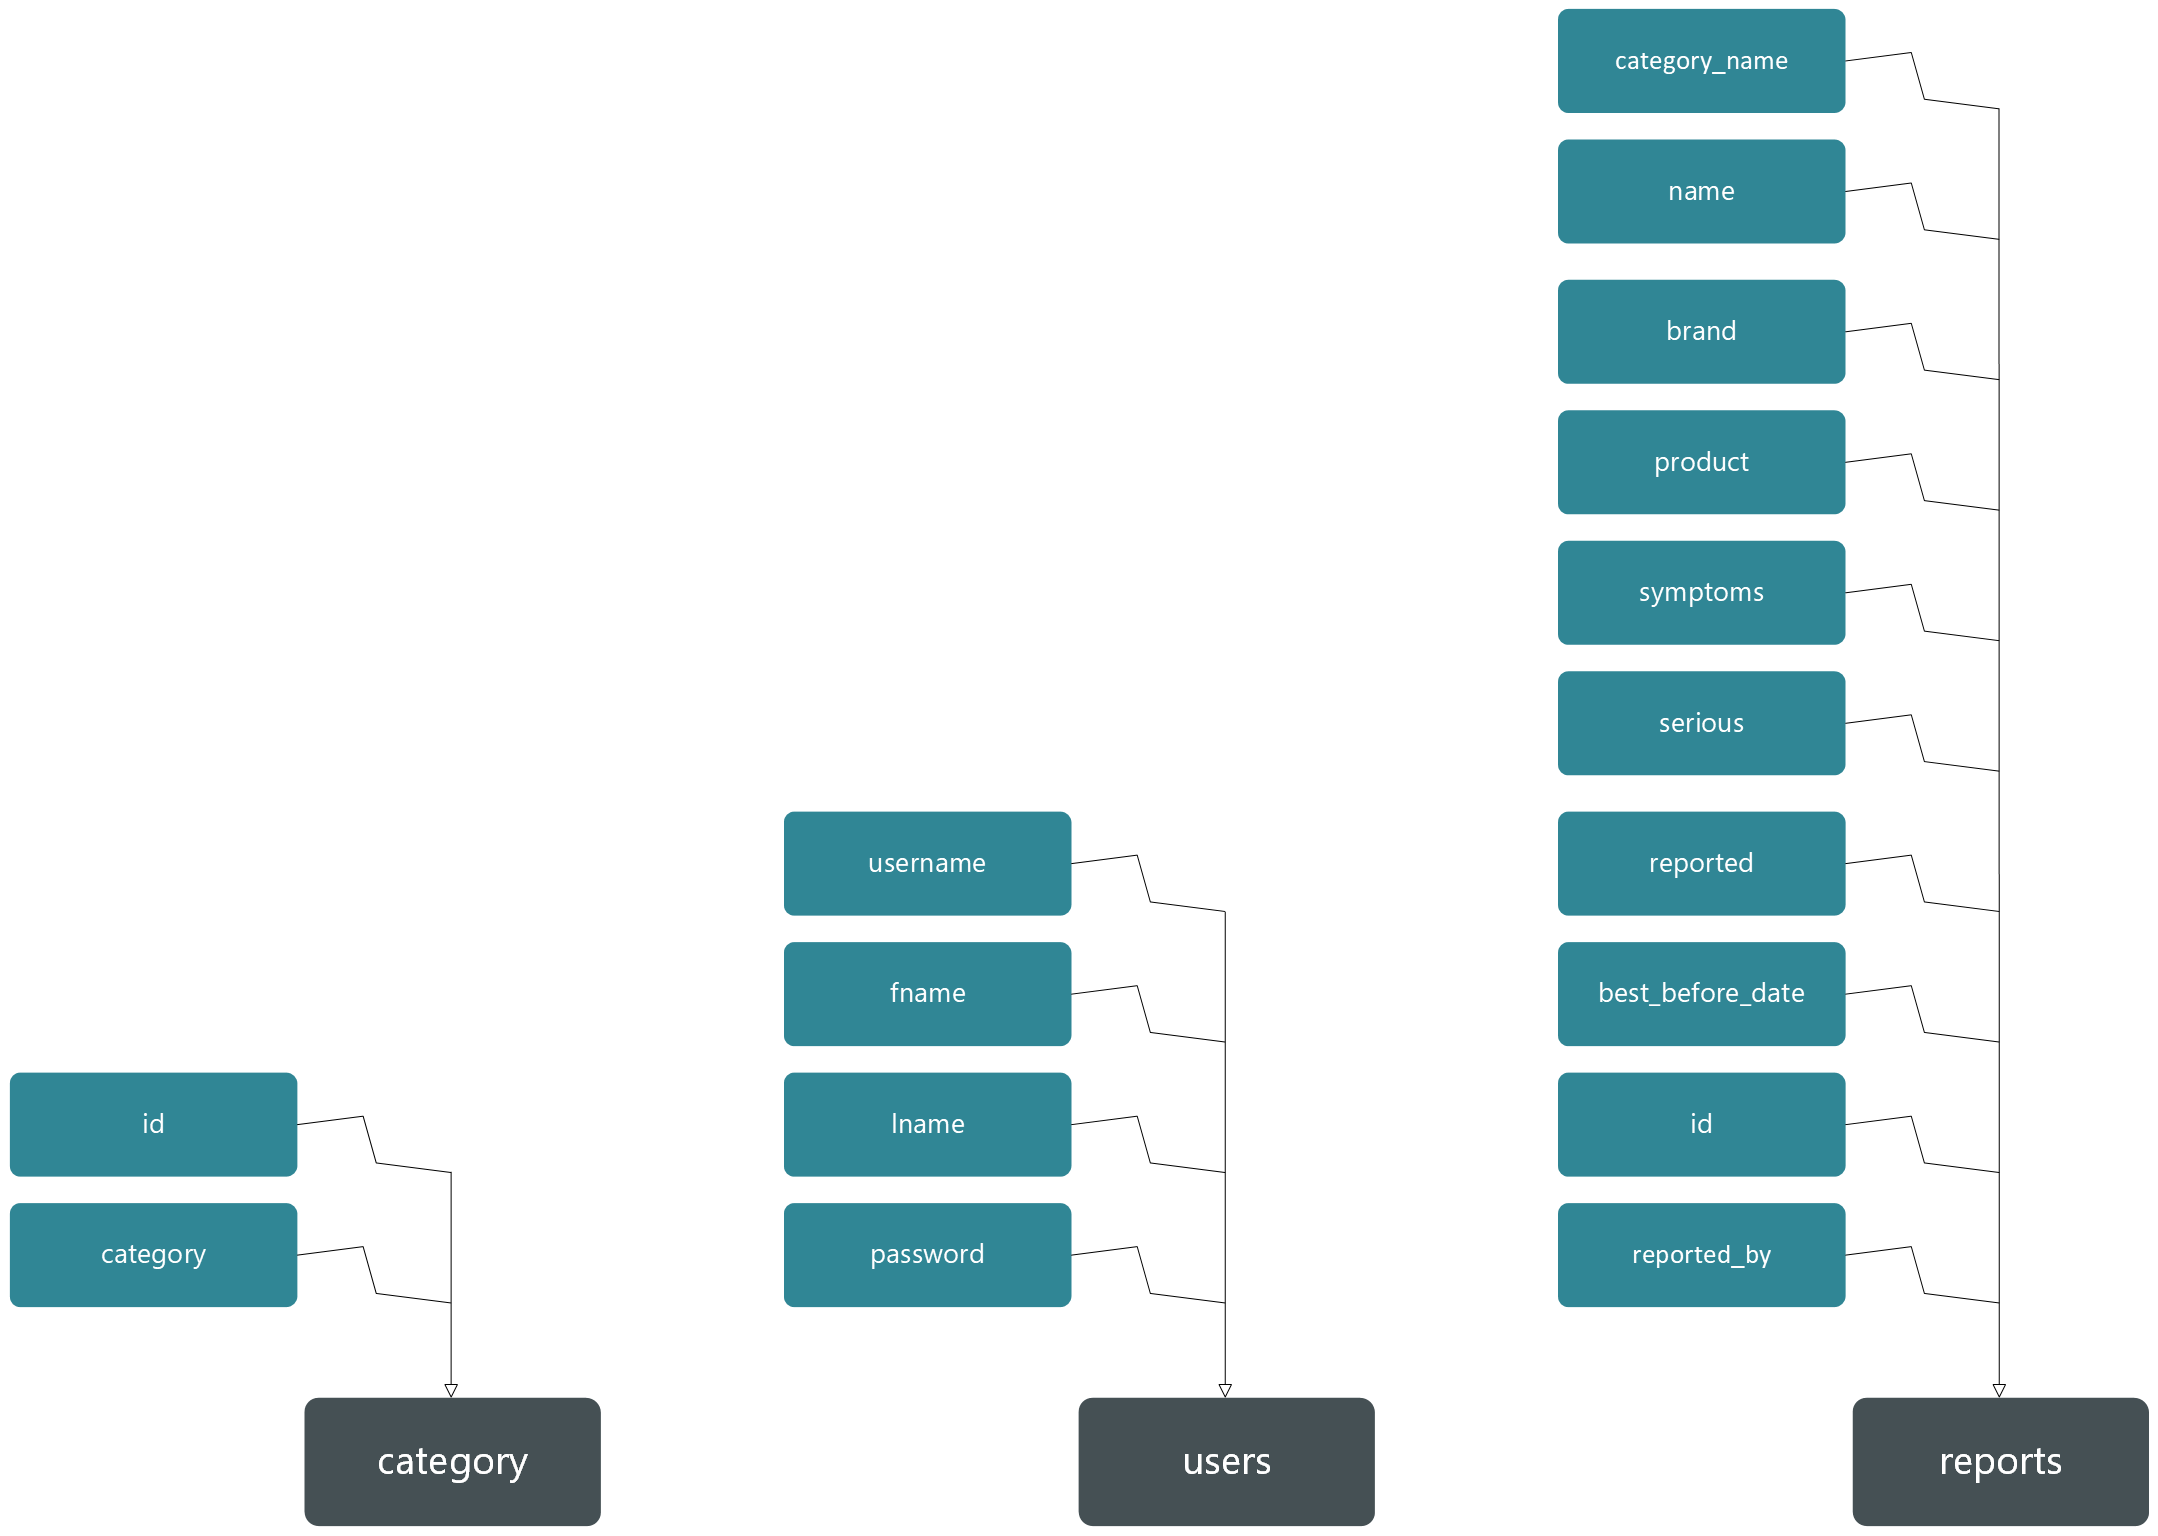 id
category
category
username
fname
lname
password
users
category_name
name
brand
product
symptoms
serious
reported
best_before_date
id
reported_by
reports